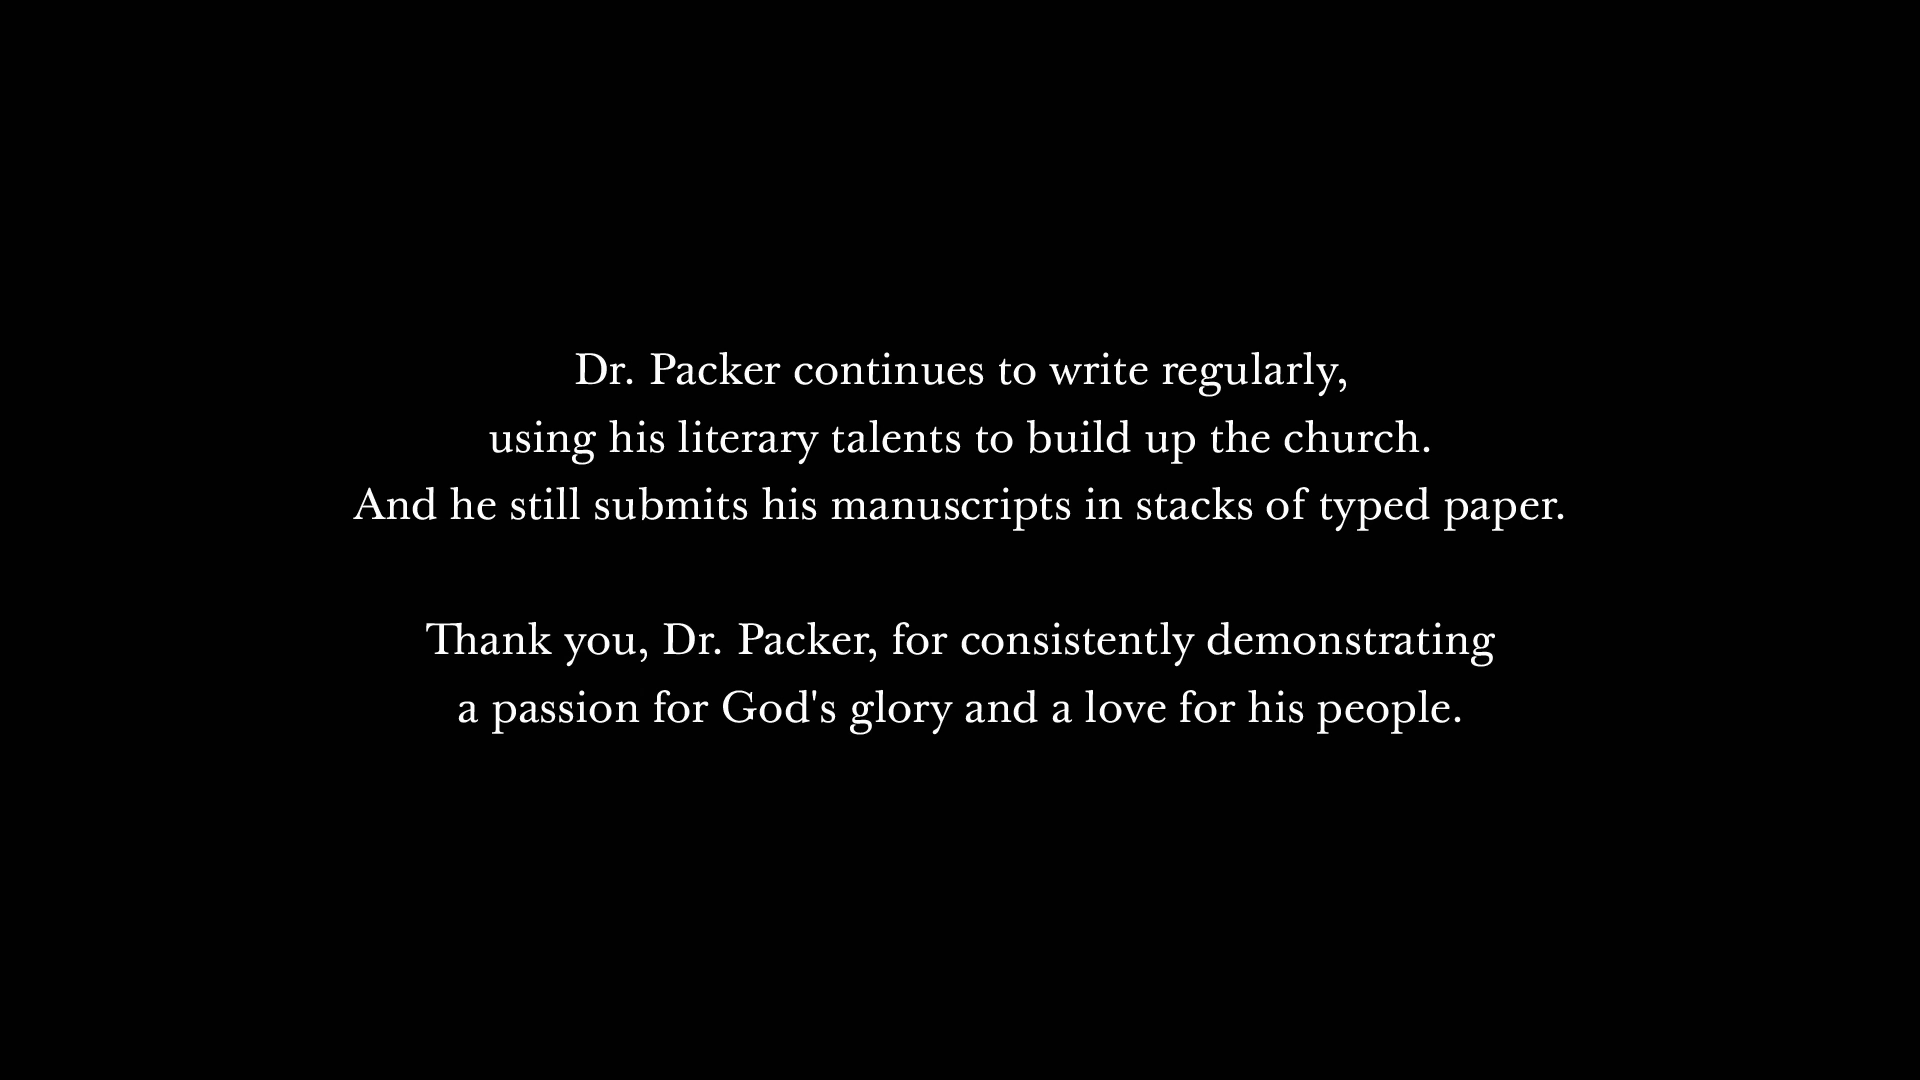 Dr. Packer continues to write regularly,
using his literary talents to build up the church.
And he still submits his manuscripts in stacks of typed paper.
Thank you, Dr. Packer, for consistently demonstrating
a passion for God's glory and a love for his people.